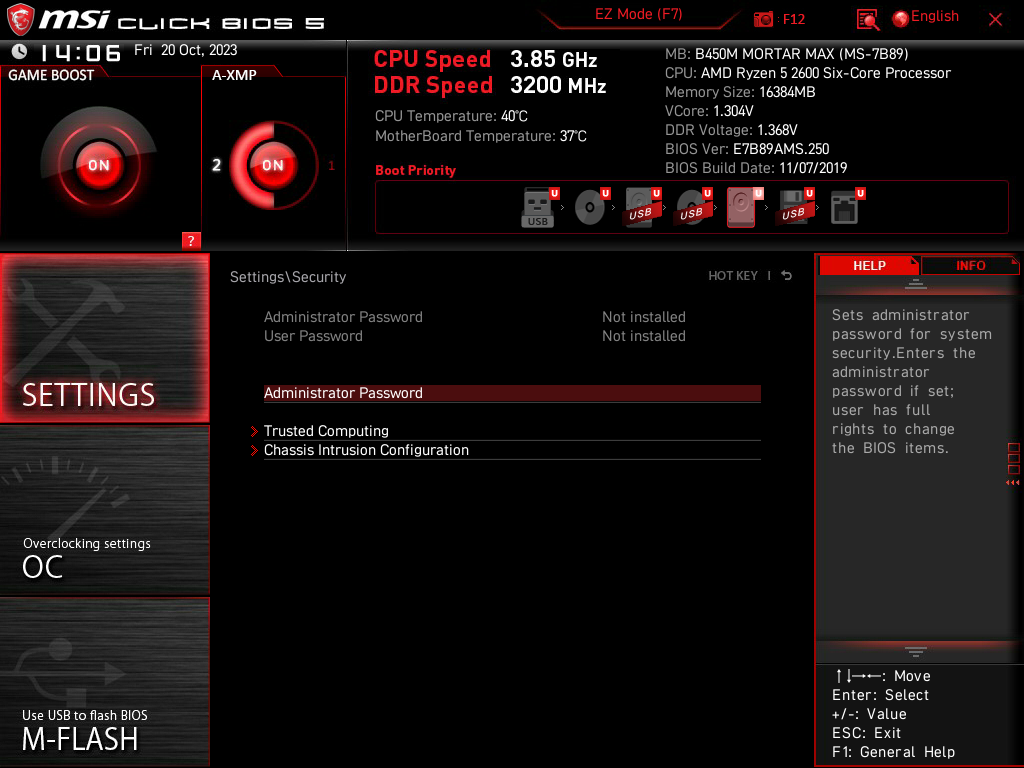 msi CLICK BIOS 5
EZ Mode (F7)
: F12
English
14:06 Fri 20 Oct, 2023
GAME BOOST
ON
?
A-XMP
2 ON 1
CPU Speed 3.85 GHz
DDR Speed 3200 MHz
CPU Temperature: 40°C
MotherBoard Temperature: 37°C
MB: B450M MORTAR MAX (MS-7B89)
CPU: AMD Ryzen 5 2600 Six-Core Processor
Memory Size: 16384MB
VCore: 1.304V
DDR Voltage: 1.368V
BIOS Ver: E7B89AMS.250
BIOS Build Date: 11/07/2019
Boot Priority
U U U U U U U
USB USB USB USB
SETTINGS
Overclocking settings
OC
Use USB to flash BIOS
M-FLASH
Settings\Security
HOT KEY |
Administrator Password Not installed
User Password Not installed
Administrator Password
Trusted Computing
Chassis Intrusion Configuration
HELP INFO
Sets administrator
password for system
security.Enters the
administrator
password if set;
user has full
rights to change
the BIOS items.
↑↓→←: Move
Enter: Select
+/-: Value
ESC: Exit
F1: General Help